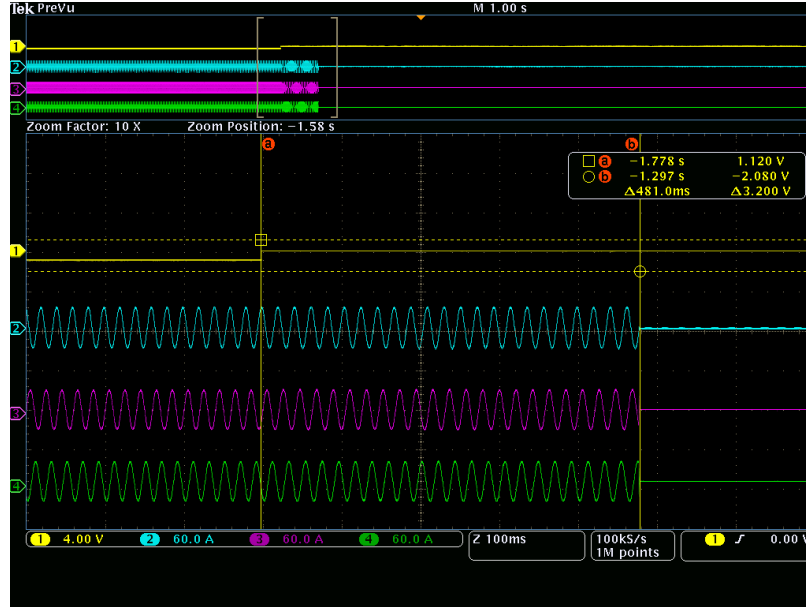 Tek PreVu M 1.00 s
1
2
3
4
Zoom Factor: 10 X Zoom Position: -1.58 s
a b
a -1.778 s 1.120 V
b -1.297 s -2.080 V
Δ481.0ms Δ3.200 V
1
2
3
4
1 4.00 V 2 60.0 A 3 60.0 A 4 60.0 A Z 100ms 100kS/s 1 0.00 V
1M points